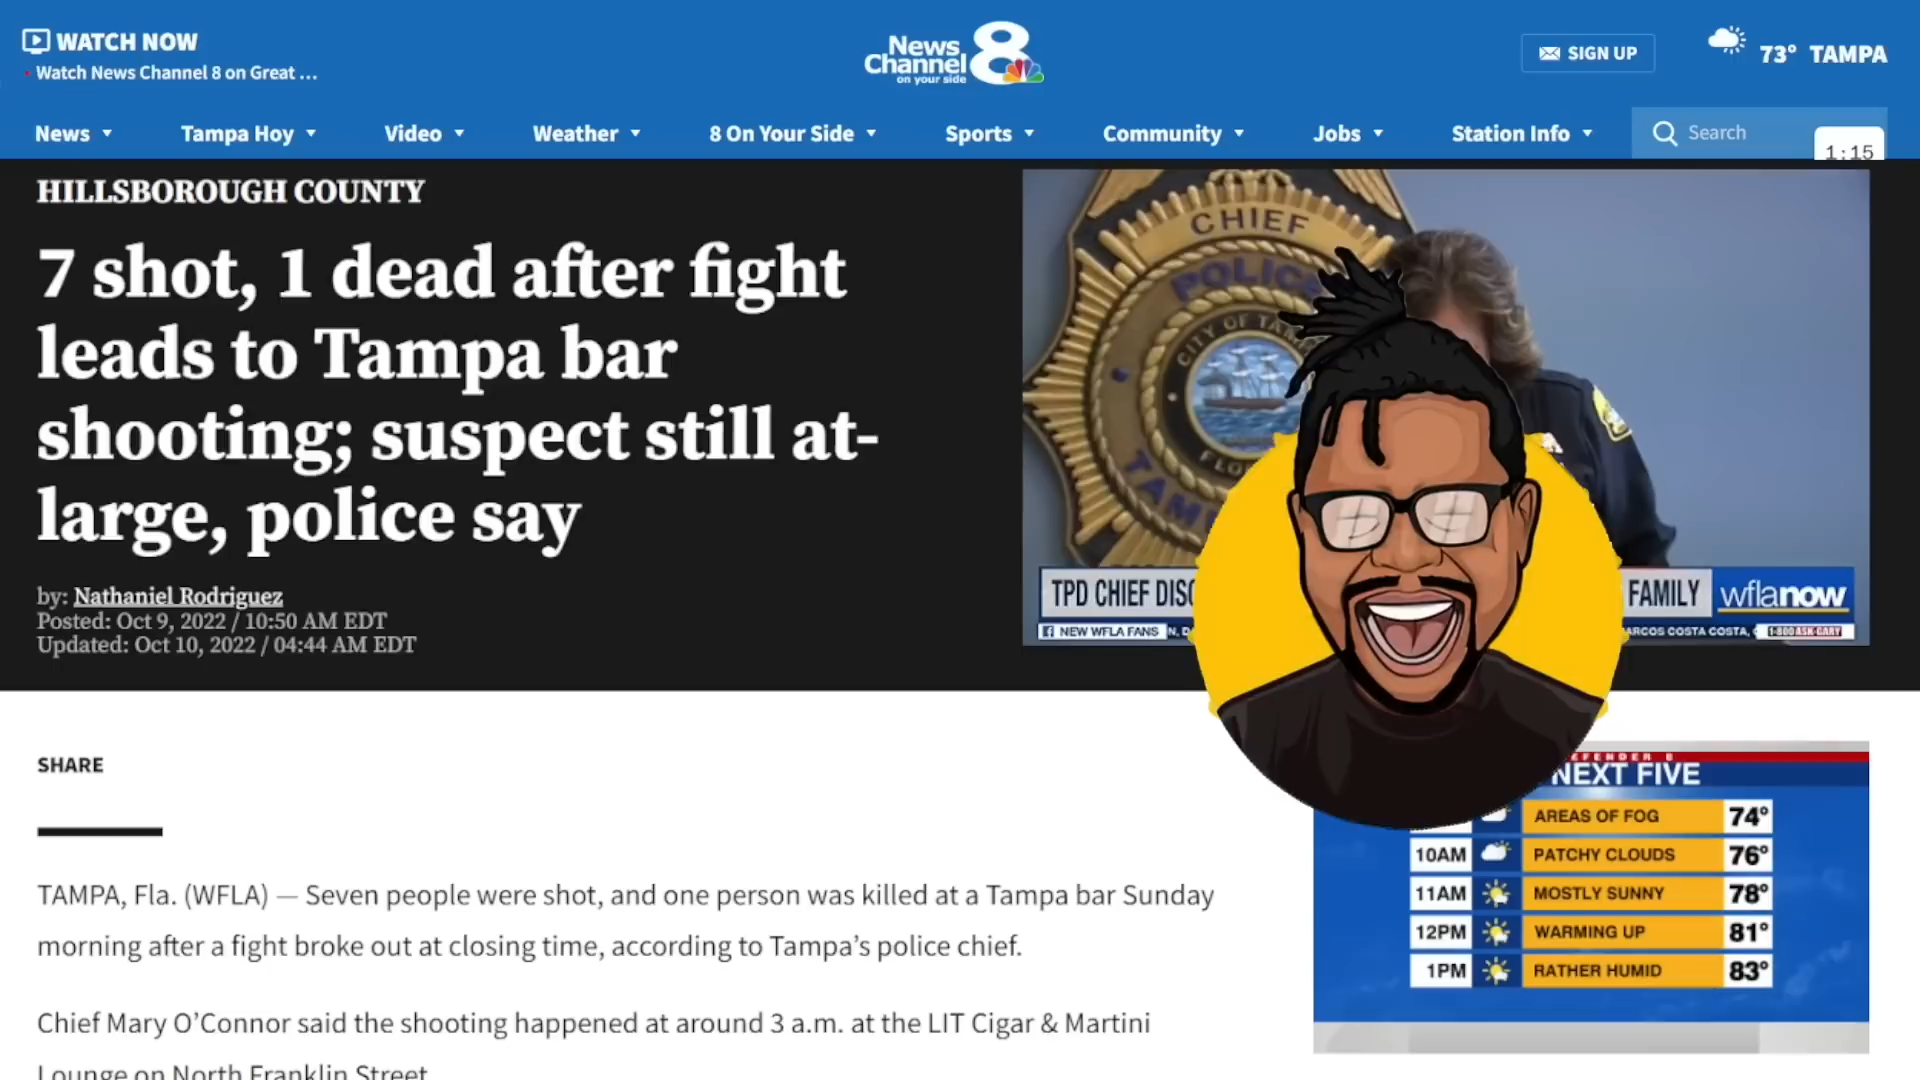 WATCH NOW
Watch News Channel 8 on Great ...
News
Channel
8
on your side
SIGN UP
73° TAMPA
News
Tampa Hoy
Video
Weather
8 On Your Side
Sports
Community
Jobs
Station Info
Search
1:15
HILLSBOROUGH COUNTY
7 shot, 1 dead after fight
leads to Tampa bar
shooting; suspect still at-
large, police say
by: Nathaniel Rodriguez
Posted: Oct 9, 2022 / 10:50 AM EDT
Updated: Oct 10, 2022 / 04:44 AM EDT
CHIEF
POLICE
CITY OF
TPD CHIEF
FAMILY
wflanow
NEW WFLA FANS
COSTA COSTA,
1-800-ASK-GARY
SHARE
TAMPA, Fla. (WFLA) — Seven people were shot, and one person was killed at a Tampa bar Sunday
morning after a fight broke out at closing time, according to Tampa’s police chief.
Chief Mary O’Connor said the shooting happened at around 3 a.m. at the LIT Cigar & Martini
Lounge on North Franklin Street.
NEXT FIVE
AREAS OF FOG 74°
10AM PATCHY CLOUDS 76°
11AM MOSTLY SUNNY 78°
12PM WARMING UP 81°
1PM RATHER HUMID 83°